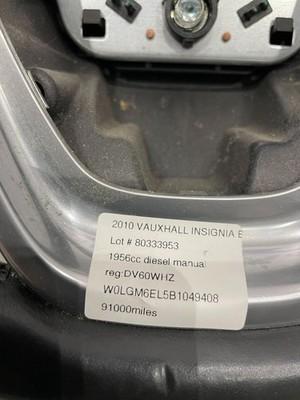 2010 VAUXHALL INSIGNIA E
Lot # 80333953
1956cc diesel manual
reg:DV60WHZ
W0LGM6EL5B1049408
91000miles